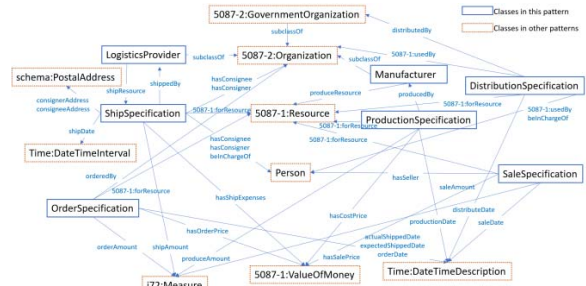 5087-2:GovernmentOrganization
Classes in this pattern
Classes in other patterns
subclassOf
distributedBy
LogisticsProvider
subclassOf
5087-2:Organization
5087-1:usedBy
schema:PostalAddress
shipResource
shippedBy
hasConsignee
hasConsigner
subclassOf
Manufacturer
DistributionSpecification
consignerAddress
consigneeAddress
produceResource
producedBy
ShipSpecification
5087-1:forResource
5087-1:Resource
5087-1:forResource
ProductionSpecification
5087-1:forResource
5087-1:usedBy
beInChargeOf
shipDate
5087-1:forResource
Time:DateTimeInterval
hasConsignee
hasConsigner
beInChargeOf
orderedBy
Person
SaleSpecification
5087-1:forResource
hasSeller
saleAmount
OrderSpecification
hasShipExpenses
hasCostPrice
distributeDate
productionDate
saleDate
hasOrderPrice
actualShippedDate
expectedShippedDate
orderDate
orderAmount
shipAmount
produceAmount
hasSalePrice
i72:Measure
5087-1:ValueOfMoney
Time:DateTimeDescription